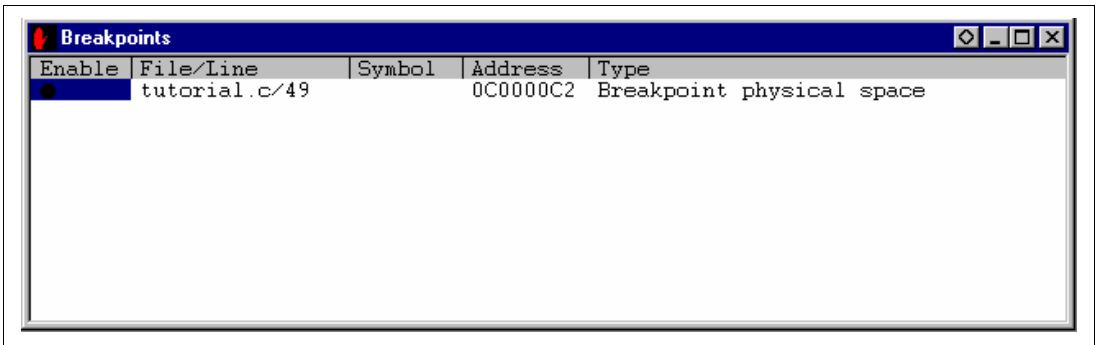 Breakpoints
Enable File/Line Symbol Address Type
tutorial.c/49 0C0000C2 Breakpoint physical space